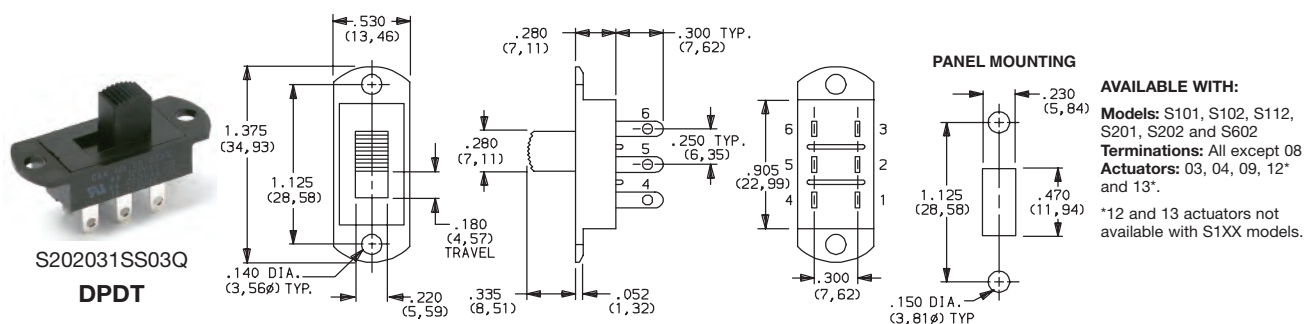 S202031SS03Q
DPDT
.530
(13,46)
1.375
(34,93)
1.125
(28,58)
.180
(4,57)
TRAVEL
.140 DIA.
(3,56ø) TYP.
.220
(5,59)
.280
(7,11)
.300 TYP.
(7,62)
.280
(7,11)
6
5
4
.250 TYP.
(6,35)
.335
(8,51)
.052
(1,32)
6
3
5
2
4
1
.905
(22,99)
.300
(7,62)
PANEL MOUNTING
.230
(5,84)
1.125
(28,58)
.470
(11,94)
.150 DIA.
(3,81ø) TYP
AVAILABLE WITH:
Models: S101, S102, S112,
S201, S202 and S602
Terminations: All except 08
Actuators: 03, 04, 09, 12*
and 13*.
*12 and 13 actuators not
available with S1XX models.